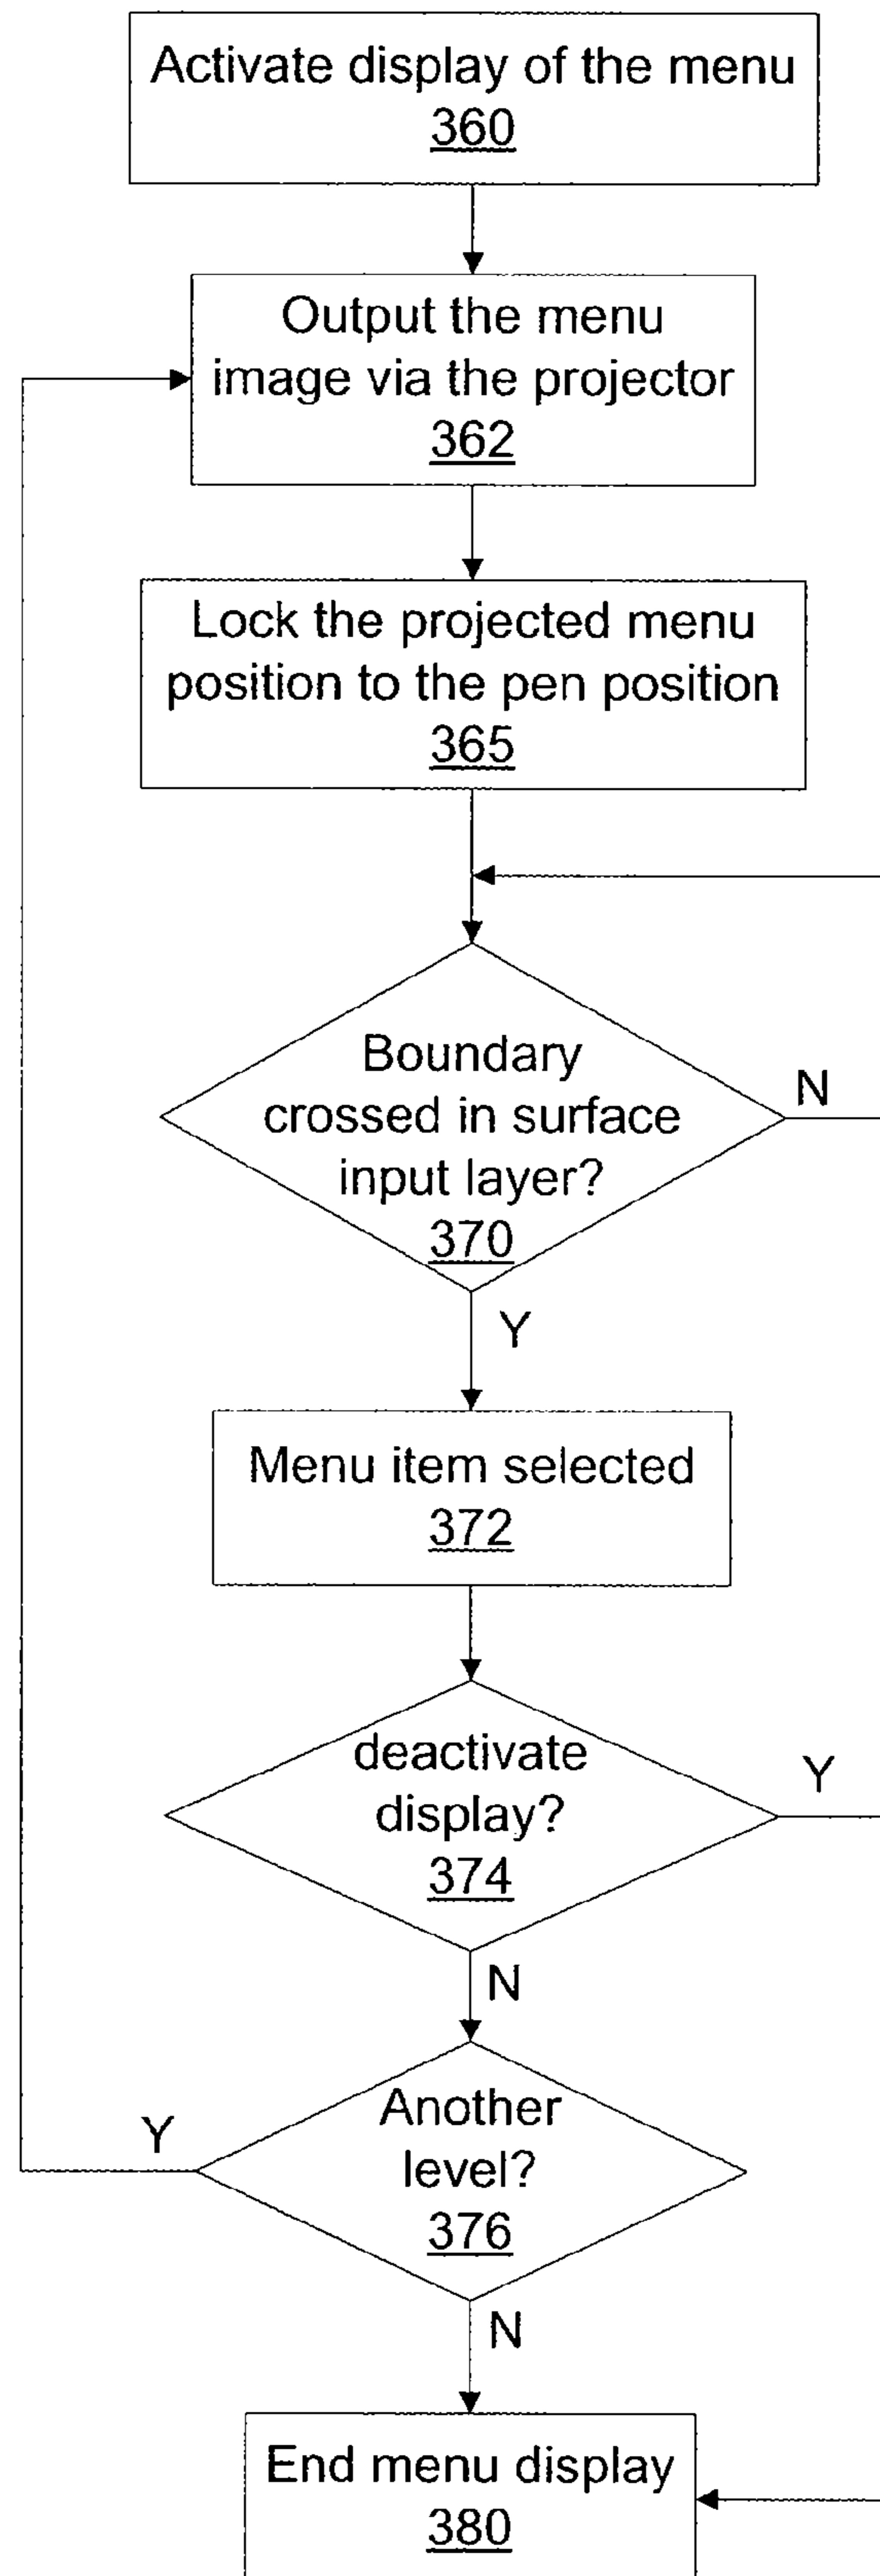 Activate display of the menu
360
Output the menu
image via the projector
362
Lock the projected menu
position to the pen position
365
Boundary
crossed in surface
input layer?
370
N
Y
Menu item selected
372
deactivate
display?
374
Y
N
Another
level?
376
Y
N
End menu display
380